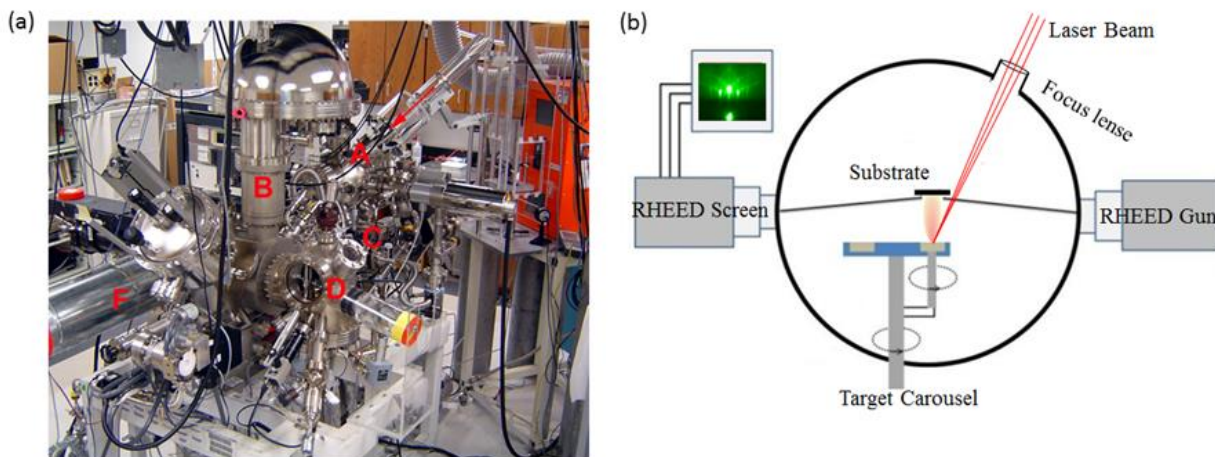 (a)
A
B
C
D
F
(b)
Laser Beam
Focus lense
Substrate
RHEED Screen
RHEED Gun
Target Carousel